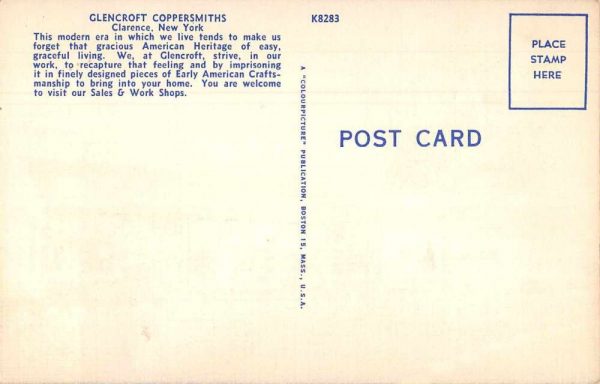 GLENCROFT COPPERSMITHS
Clarence, New York
This modern era in which we live tends to make us
forget that gracious American Heritage of easy,
graceful living. We, at Glencroft, strive, in our
work, to recapture that feeling and by imprisoning
it in finely designed pieces of Early American Crafts-
manship to bring into your home. You are welcome
to visit our Sales & Work Shops.
A "COLOURPICTURE" PUBLICATION, BOSTON 15, MASS., U.S.A.
K8283
PLACE
STAMP
HERE
POST CARD